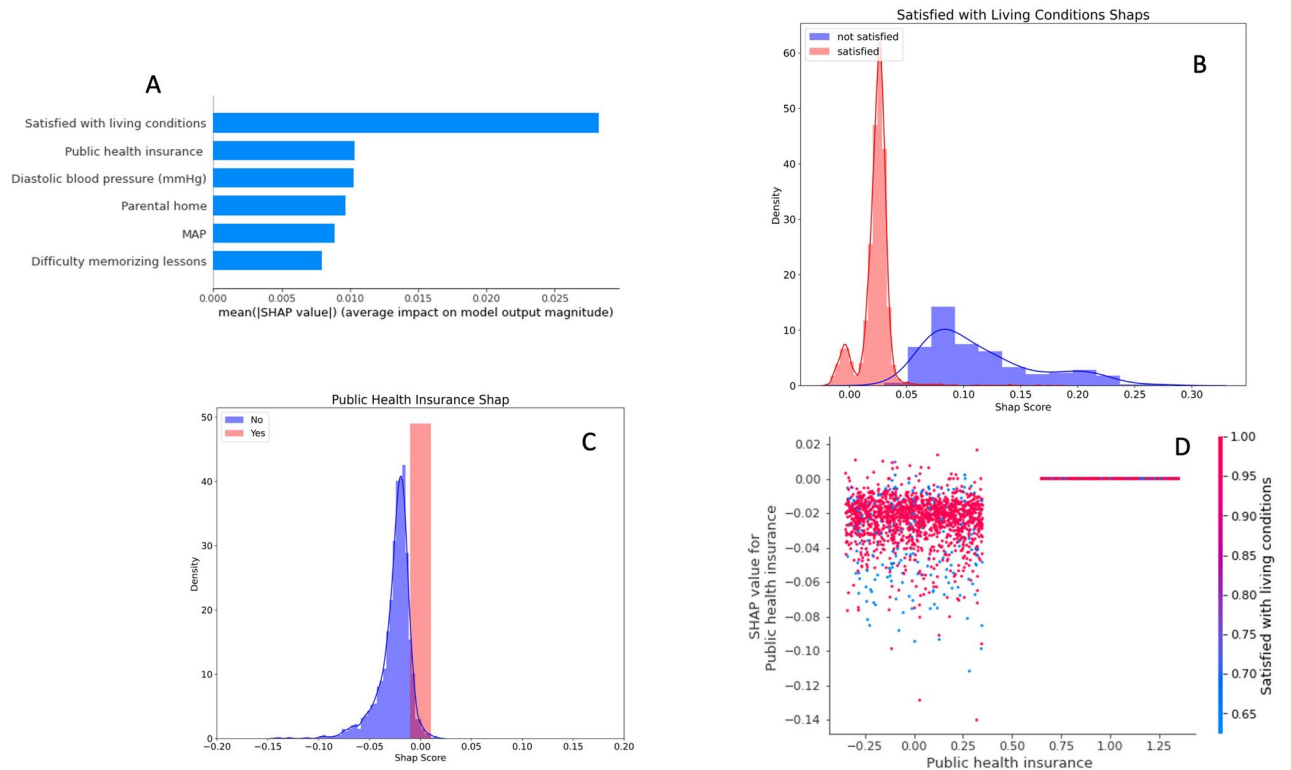 A
Satisfied with living conditions
Public health insurance
Diastolic blood pressure (mmHg)
Parental home
MAP
Difficulty memorizing lessons
0.000 0.005 0.010 0.015 0.020 0.025
mean(|SHAP value|) (average impact on model output magnitude)
Satisfied with Living Conditions Shaps
not satisfied
satisfied
B
60
50
40
30
20
10
0
Density
0.00 0.05 0.10 0.15 0.20 0.25 0.30
Shap Score
Public Health Insurance Shap
No
Yes
C
50
40
30
20
10
0
Density
−0.20 −0.15 −0.10 −0.05 0.00 0.05 0.10 0.15 0.20
Shap Score
D
0.02
0.00
−0.02
−0.04
−0.06
−0.08
−0.10
−0.12
−0.14
SHAP value for
Public health insurance
−0.25 0.00 0.25 0.50 0.75 1.00 1.25
Public health insurance
1.00
0.95
0.90
0.85
0.80
0.75
0.70
0.65
Satisfied with living conditions